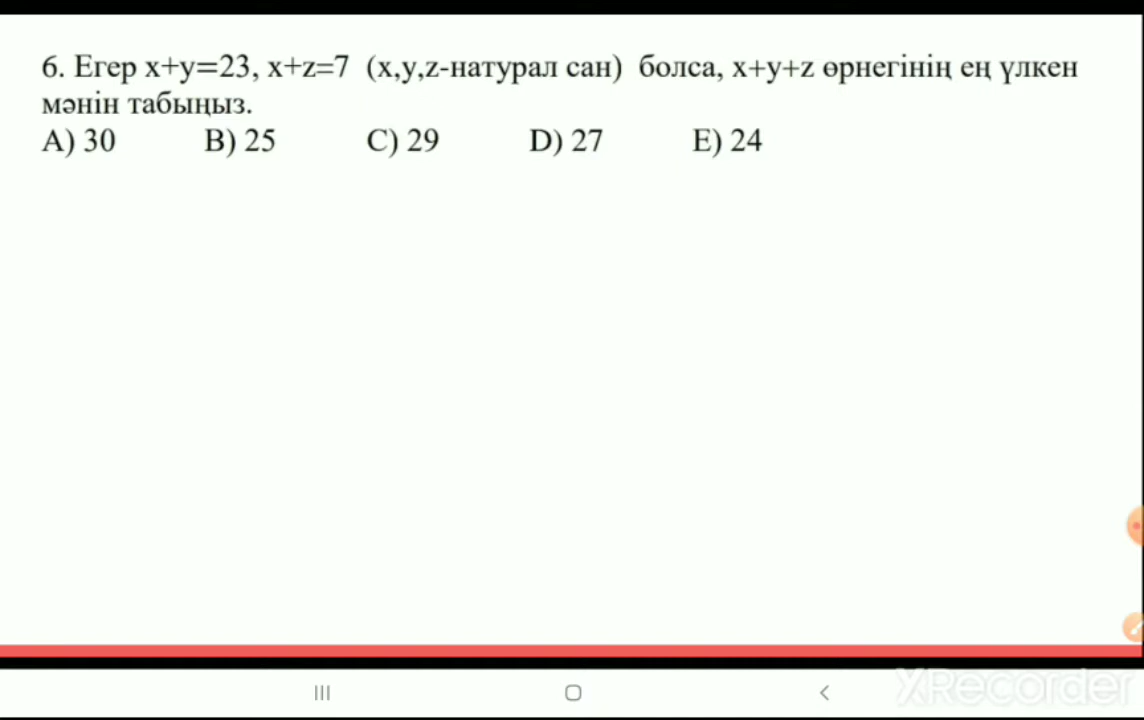 6. Егер x+y=23, x+z=7 (x,y,z-натурал сан) болса, x+y+z өрнегінің ең үлкен
мәнін табыңыз.
A) 30 B) 25 C) 29 D) 27 E) 24
XRecorder